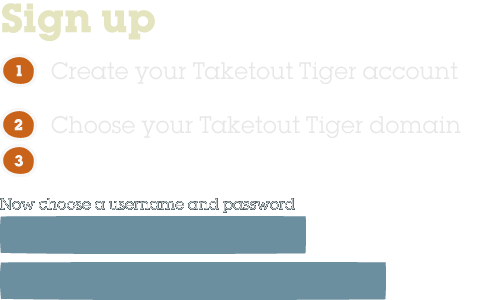 Sign up
1 Create your Taketout Tiger account
2 Choose your Taketout Tiger domain
3
Now choose a username and password